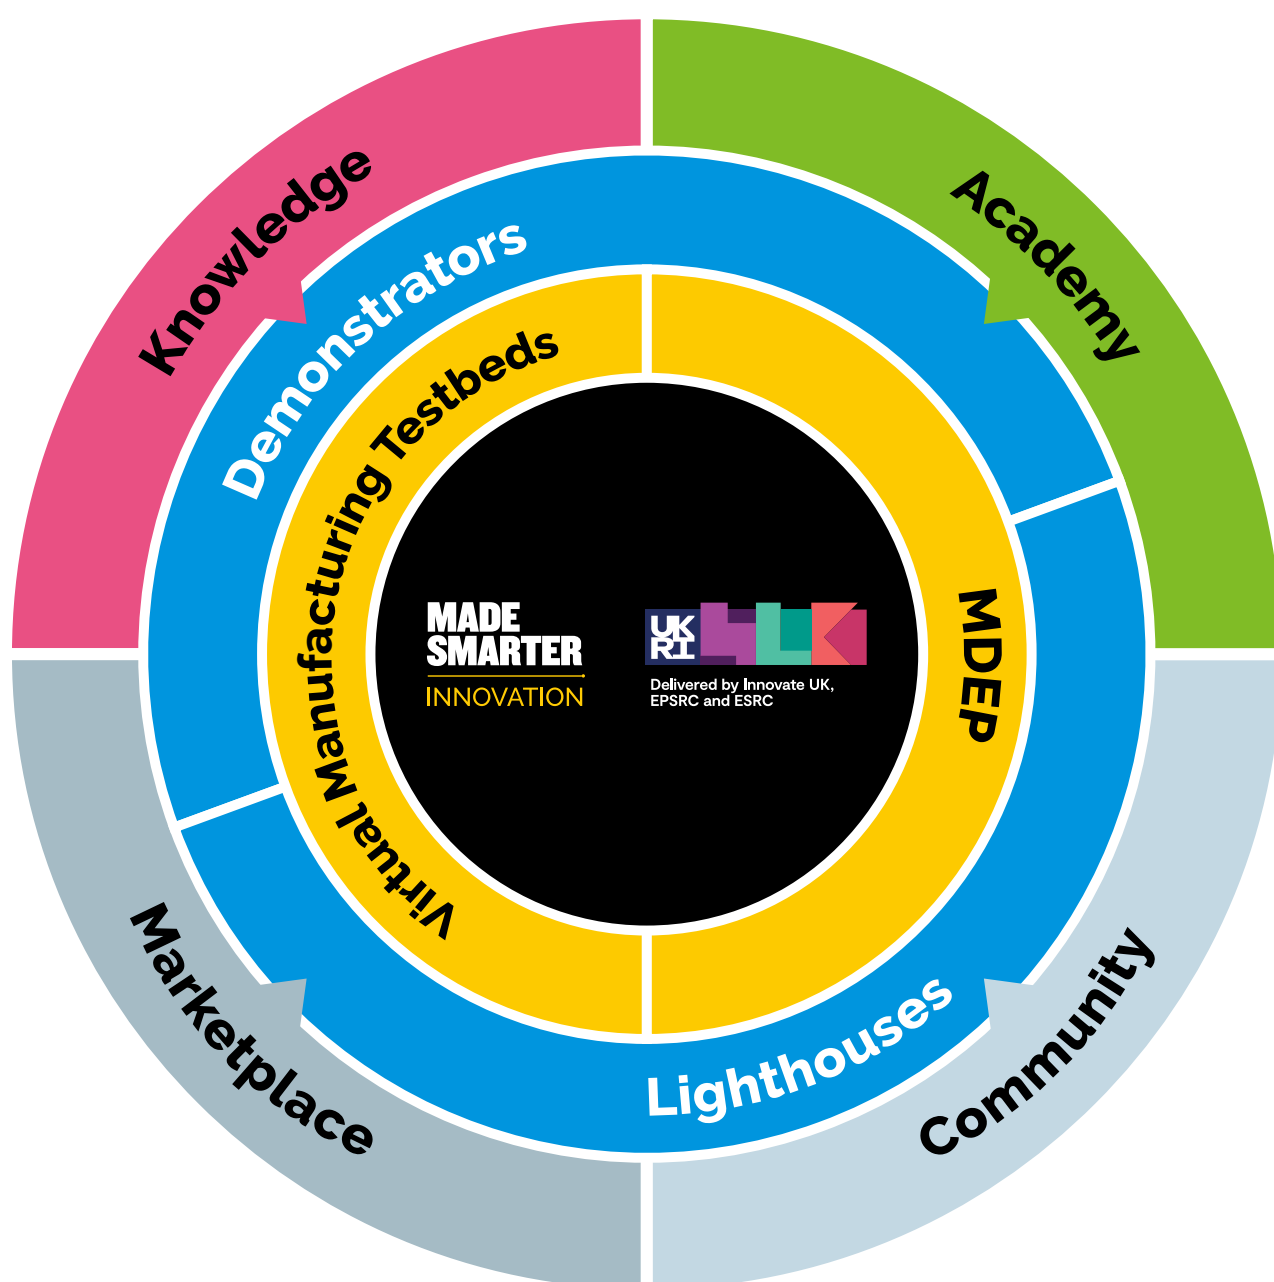 Knowledge
Academy
Demonstrators
Virtual Manufacturing Testbeds
MADE
SMARTER
INNOVATION
UK
RI
Delivered by Innovate UK,
EPSRC and ESRC
MDEP
Lighthouses
Marketplace
Community